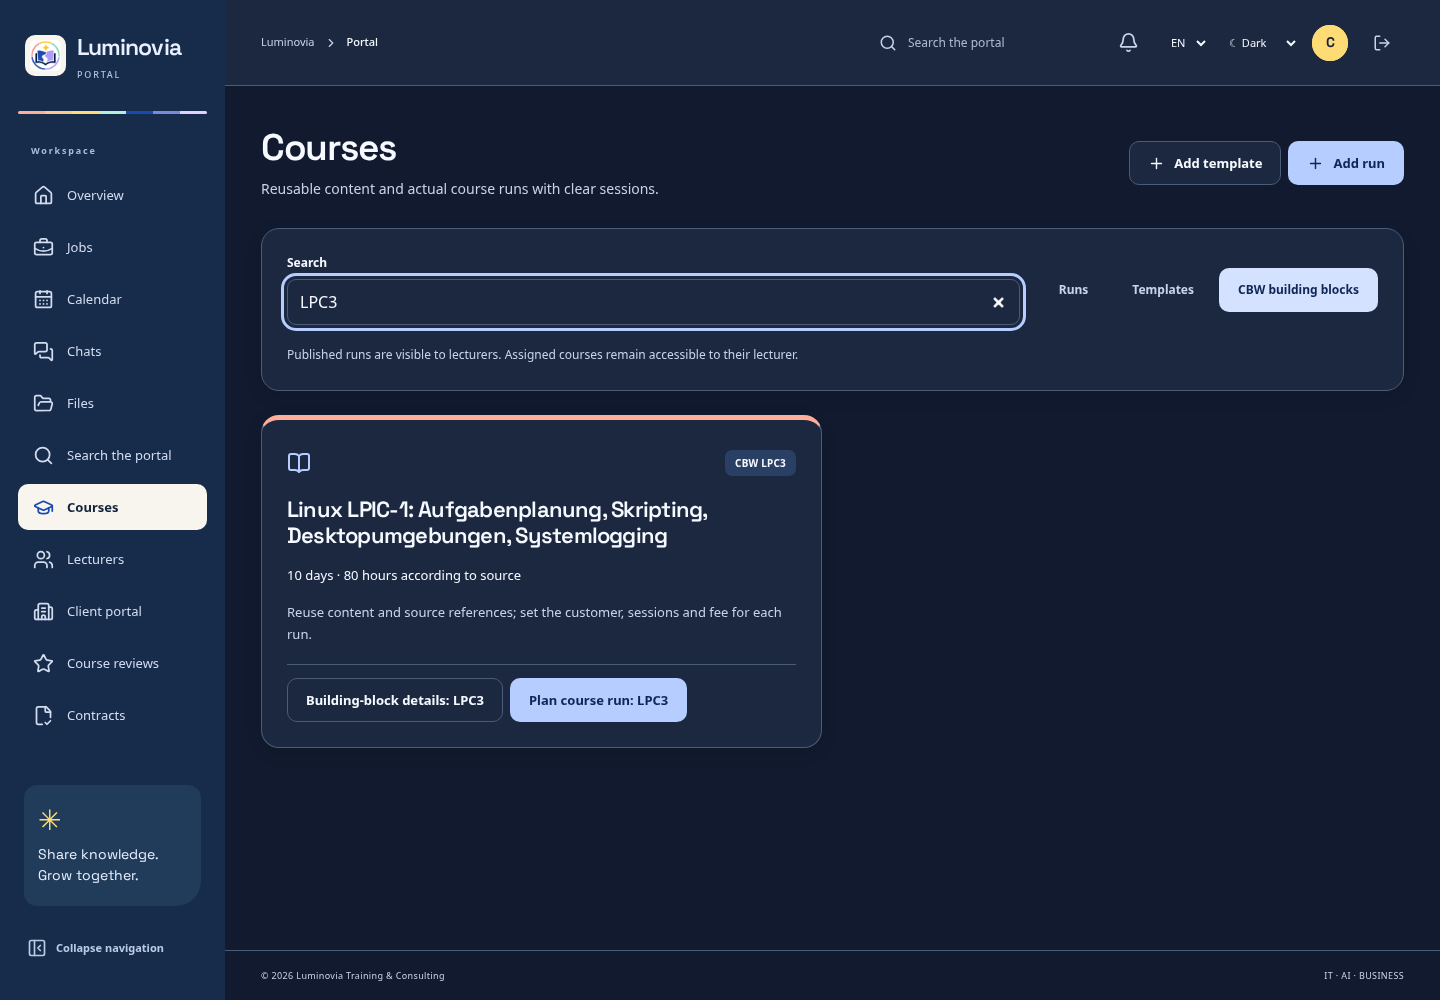 Luminovia
PORTAL
Workspace
Overview
Jobs
Calendar
Chats
Files
Search the portal
Courses
Lecturers
Client portal
Course reviews
Contracts
Share knowledge.
Grow together.
Collapse navigation
Luminovia > Portal
Search the portal
EN
☾ Dark
C
Courses
Reusable content and actual course runs with clear sessions.
+ Add template
+ Add run
Search
LPC3
Runs
Templates
CBW building blocks
Published runs are visible to lecturers. Assigned courses remain accessible to their lecturer.
CBW LPC3
Linux LPIC-1: Aufgabenplanung, Skripting,
Desktopumgebungen, Systemlogging
10 days · 80 hours according to source
Reuse content and source references; set the customer, sessions and fee for each
run.
Building-block details: LPC3
Plan course run: LPC3
© 2026 Luminovia Training & Consulting
IT · AI · BUSINESS